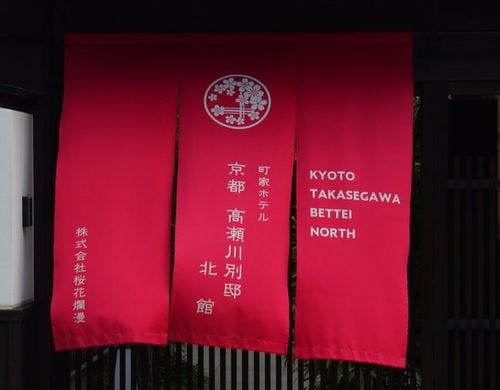 町家ホテル
京都 高瀬川別邸
北館
株式会社桜花爛漫
KYOTO
TAKASEGAWA
BETTEI
NORTH